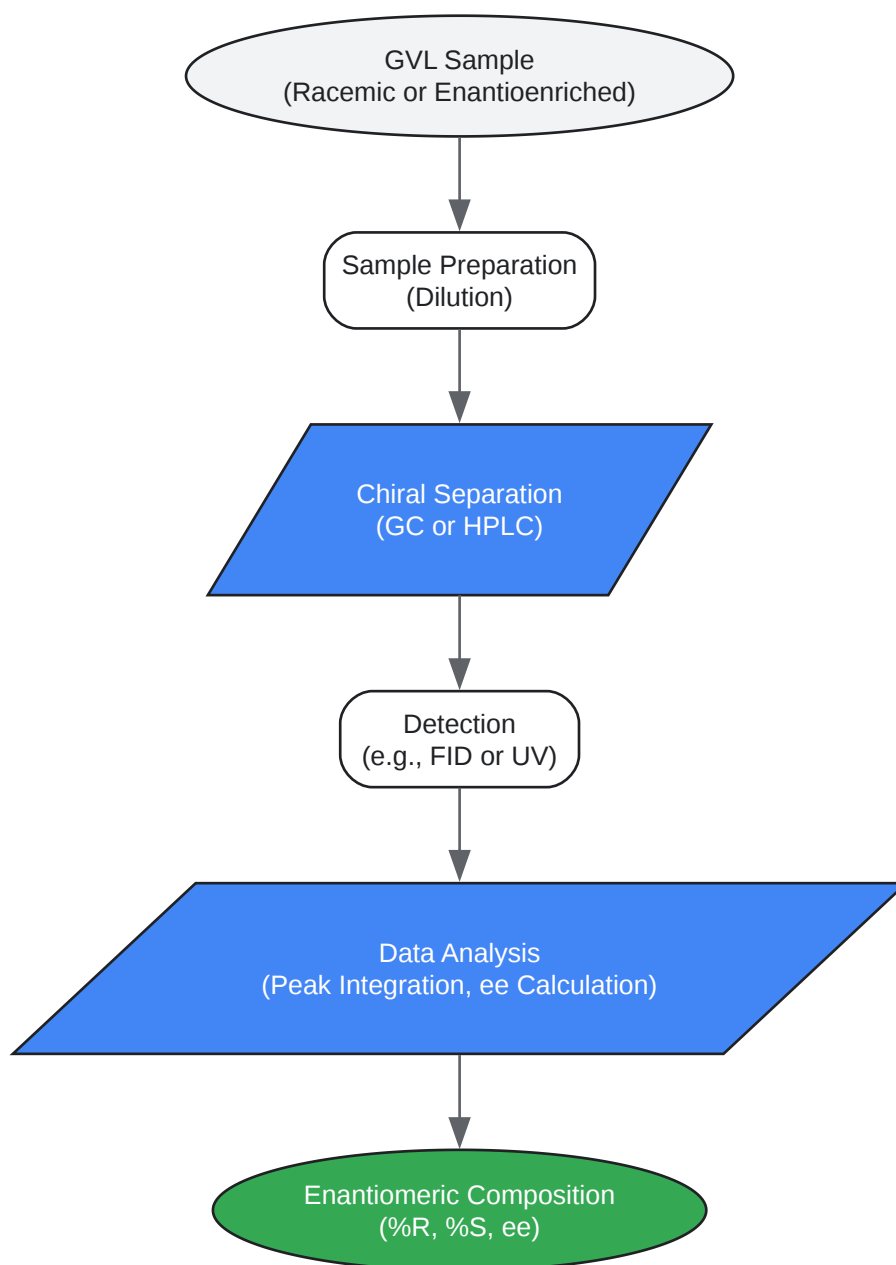 GVL Sample
(Racemic or Enantioenriched)
Sample Preparation
(Dilution)
Chiral Separation
(GC or HPLC)
Detection
(e.g., FID or UV)
Data Analysis
(Peak Integration, ee Calculation)
Enantiomeric Composition
(%R, %S, ee)